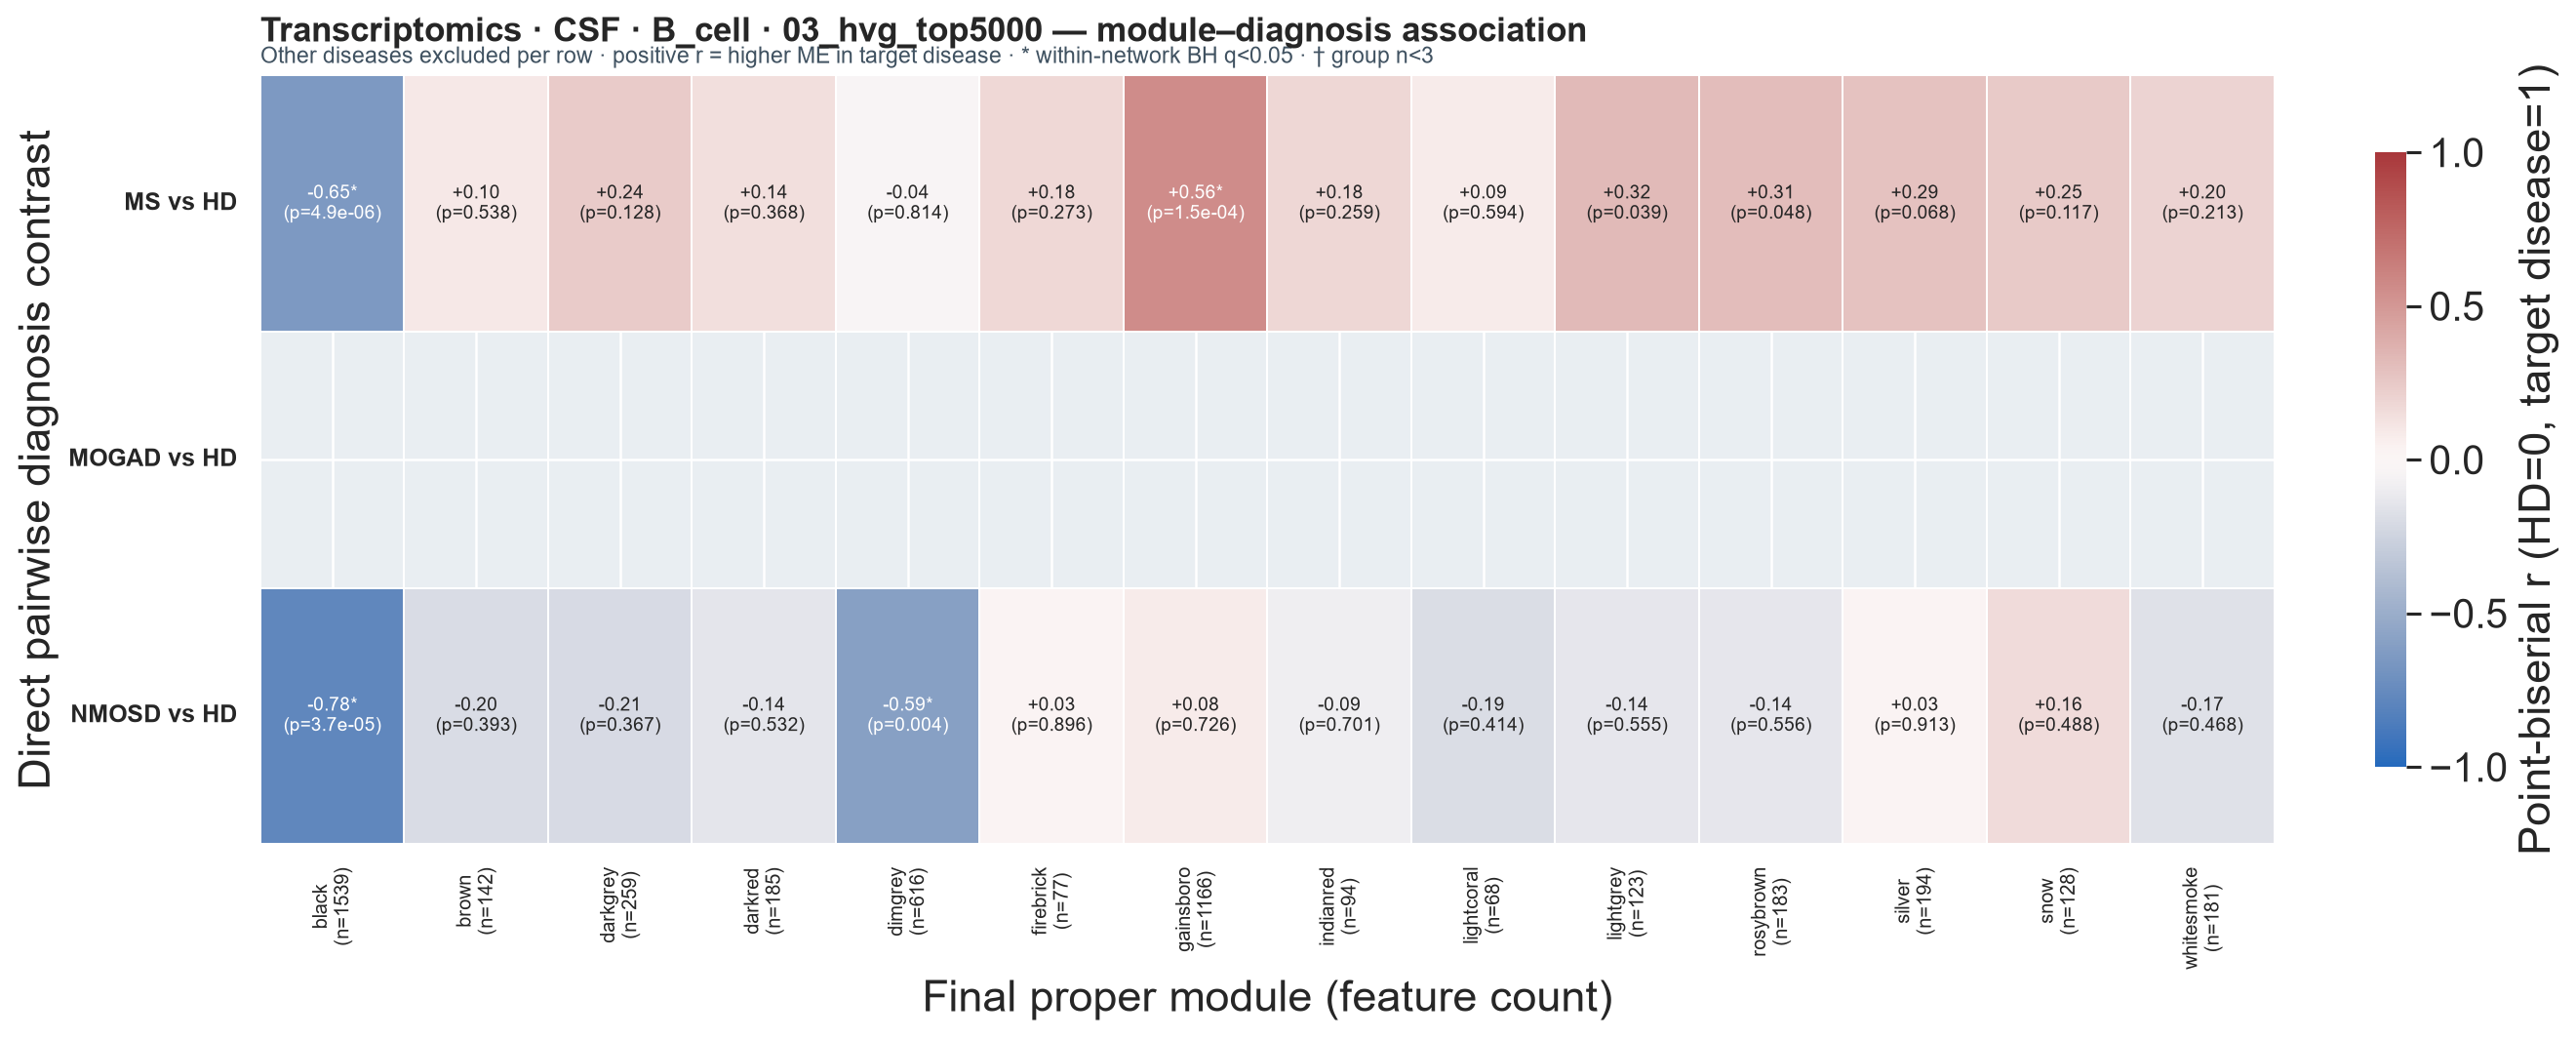 Transcriptomics · CSF · B_cell · 03_hvg_top5000 — module–diagnosis association
Other diseases excluded per row · positive r = higher ME in target disease · * within-network BH q<0.05 · † group n<3
Direct pairwise diagnosis contrast
MS vs HD
-0.65*
(p=4.9e-06)
+0.10
(p=0.538)
+0.24
(p=0.128)
+0.14
(p=0.368)
-0.04
(p=0.814)
+0.18
(p=0.273)
+0.56*
(p=1.5e-04)
+0.18
(p=0.259)
+0.09
(p=0.594)
+0.32
(p=0.039)
+0.31
(p=0.048)
+0.29
(p=0.068)
+0.25
(p=0.117)
+0.20
(p=0.213)
MOGAD vs HD
NMOSD vs HD
-0.78*
(p=3.7e-05)
-0.20
(p=0.393)
-0.21
(p=0.367)
-0.14
(p=0.532)
-0.59*
(p=0.004)
+0.03
(p=0.896)
+0.08
(p=0.726)
-0.09
(p=0.701)
-0.19
(p=0.414)
-0.14
(p=0.555)
-0.14
(p=0.556)
+0.03
(p=0.913)
+0.16
(p=0.488)
-0.17
(p=0.468)
black
(n=1539)
brown
(n=142)
darkgrey
(n=259)
darkred
(n=185)
dimgrey
(n=616)
firebrick
(n=77)
gainsboro
(n=1166)
indianred
(n=94)
lightcoral
(n=68)
lightgrey
(n=123)
rosybrown
(n=183)
silver
(n=194)
snow
(n=128)
whitesmoke
(n=181)
Final proper module (feature count)
1.0
0.5
0.0
−0.5
−1.0
Point-biserial r (HD=0, target disease=1)